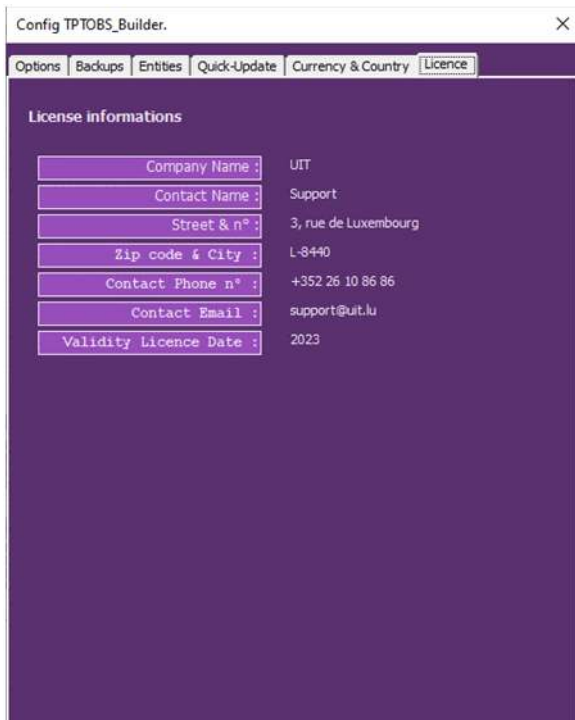 Config TPTOBS_Builder.
Options Backups Entities Quick-Update Currency & Country Licence
License informations
Company Name : UIT
Contact Name : Support
Street & n° : 3, rue de Luxembourg
Zip code & City : L-8440
Contact Phone n° : +352 26 10 86 86
Contact Email : support@uit.lu
Validity Licence Date : 2023